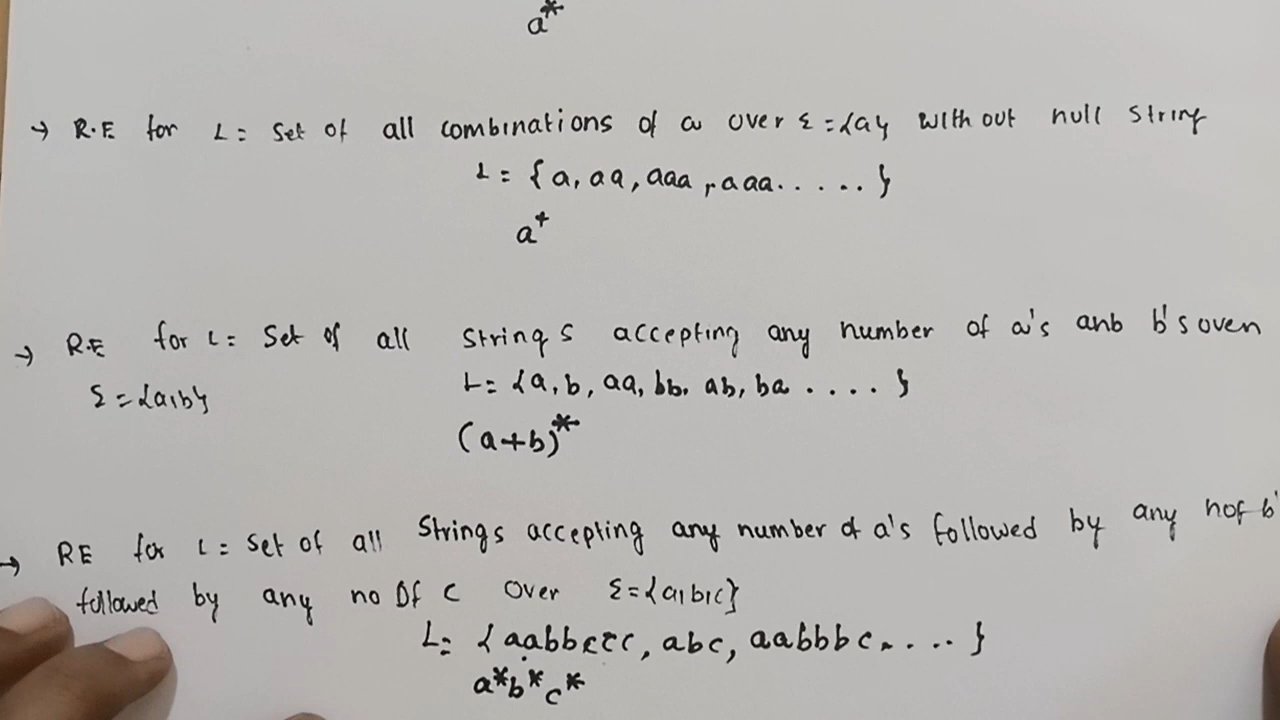 a*
→ R.E for L = Set of all combinations of a over Σ = {a} with out null string
L = { a, aa, aaa, aaa. . . . . }
a+
→ R.E for L = Set of all strings accepting any number of a's anb b's oven
Σ = {a,b}
L = {a, b, aa, bb. ab, ba . . . . }
(a+b)*
→ RE for L = Set of all Strings accepting any number of a's followed by any nof b'
followed by any no Of c over Σ = {a,b,c}
L = { aabbccc, abc, aabbbc, . . . . }
a*b*c*